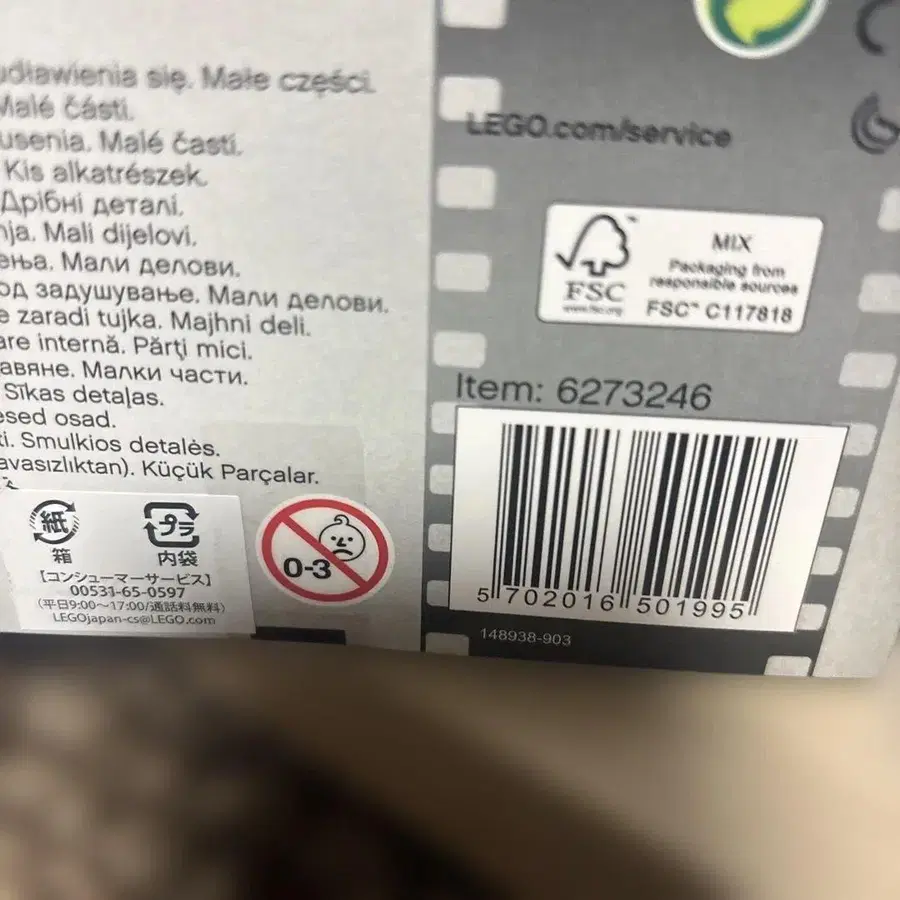 udławienia się. Małe części.
Malé části.
usenia. Malé časti.
Kis alkatrészek.
Дрібні деталі.
nja. Mali dijelovi.
ења. Мали делови.
од задушување. Мали делови.
e zaradi tujka. Majhni deli.
are internă. Părţi mici.
авяне. Малки части.
Sīkas detaļas.
esed osad.
ti. Smulkios detalės.
avasızlıktan). Küçük Parçalar.
紙
箱
プラ
内袋
【コンシューマーサービス】
00531-65-0597
(平日9:00~17:00/通話料無料)
LEGOjapan-cs@LEGO.com
0-3
LEGO.com/service
FSC
www.fsc.org
MIX
Packaging from
responsible sources
FSC™ C117818
Item: 6273246
5 702016 501995
148938-903